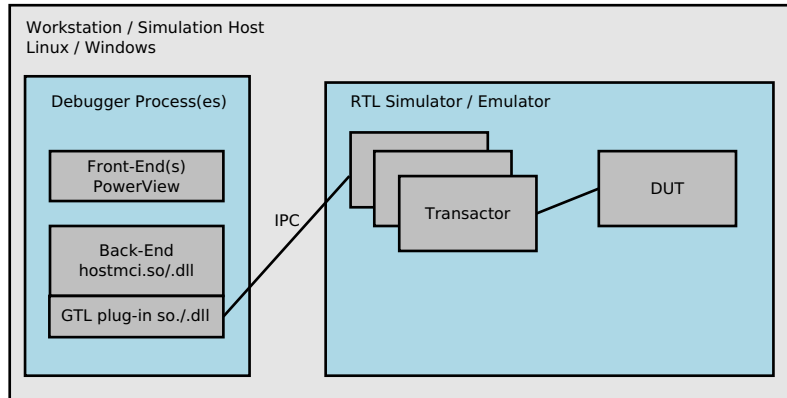 Workstation / Simulation Host
Linux / Windows
Debugger Process(es)
Front-End(s)
PowerView
Back-End
hostmci.so/.dll
GTL plug-in so./.dll
IPC
RTL Simulator / Emulator
Transactor
DUT